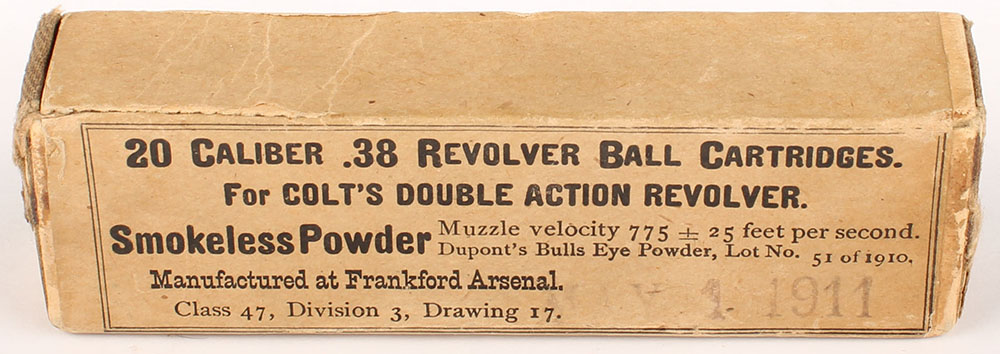 20 CALIBER .38 REVOLVER BALL CARTRIDGES.
FOR COLT'S DOUBLE ACTION REVOLVER.
Smokeless Powder Muzzle velocity 775 ± 25 feet per second.
Dupont's Bulls Eye Powder, Lot No. 51 of 1910.
Manufactured at Frankford Arsenal.
1 1911
Class 47, Division 3, Drawing 17.